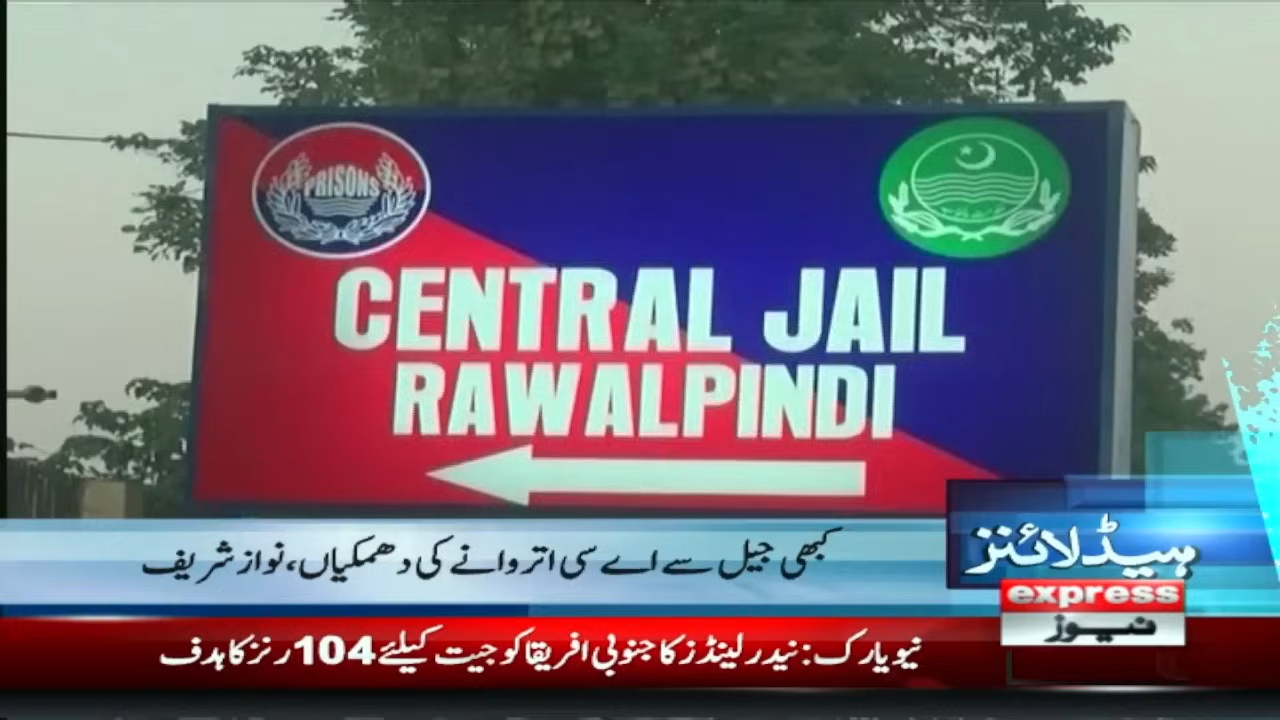 PRISONS
CENTRAL JAIL
RAWALPINDI
کبھی جیل سے اے سی اتروانے کی دھمکیاں، نواز شریف
ہیڈلائنز
express
نیوز
نیویارک: نیدرلینڈز کا جنوبی افریقا کو جیت کیلئے 104 رنز کا ہدف